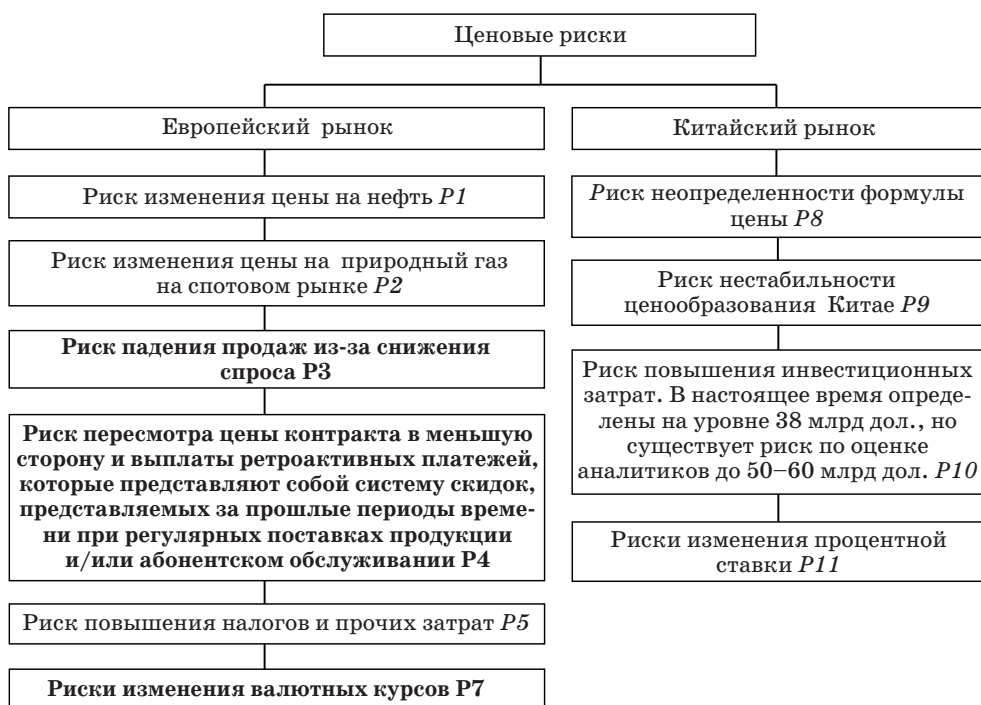 Ценовые риски
Европейский рынок
Риск изменения цены на нефть P1
Риск изменения цены на природный газ
на спотовом рынке P2
Риск падения продаж из-за снижения
спроса P3
Риск пересмотра цены контракта в меньшую
сторону и выплаты ретроактивных платежей,
которые представляют собой систему скидок,
представляемых за прошлые периоды време-
ни при регулярных поставках продукции
и/или абонентском обслуживании P4
Риск повышения налогов и прочих затрат P5
Риски изменения валютных курсов P7
Китайский рынок
Риск неопределенности формулы
цены P8
Риск нестабильности
ценообразования Китае P9
Риск повышения инвестиционных
затрат. В настоящее время опреде-
лены на уровне 38 млрд дол., но
существует риск по оценке
аналитиков до 50–60 млрд дол. P10
Риски изменения процентной
ставки P11